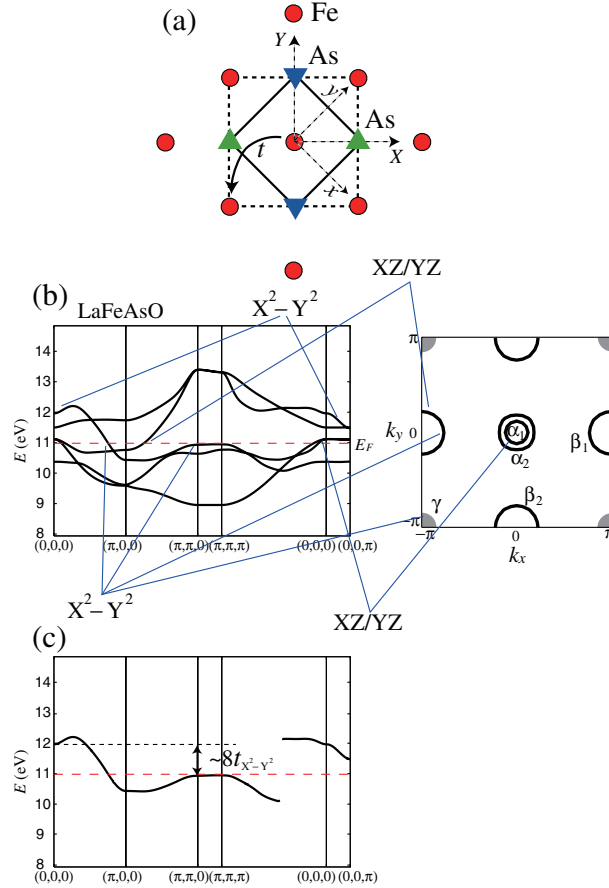 (a)
Fe
Y
As
y
As
t
X
x
XZ/YZ
(b)
LaFeAsO
X²−Y²
14
13
12
11
10
9
8
E (eV)
E_F
(0,0,0)
(π,0,0)
(π,π,0)
(π,π,π)
(0,0,0)
(0,0,π)
π
k_y 0
−π
α₁
α₂
β₁
β₂
γ
−π
0
π
k_x
X²−Y²
XZ/YZ
(c)
14
13
12
11
10
9
8
E (eV)
~8t_X²−Y²
(0,0,0)
(π,0,0)
(π,π,0)
(π,π,π)
(0,0,0)
(0,0,π)